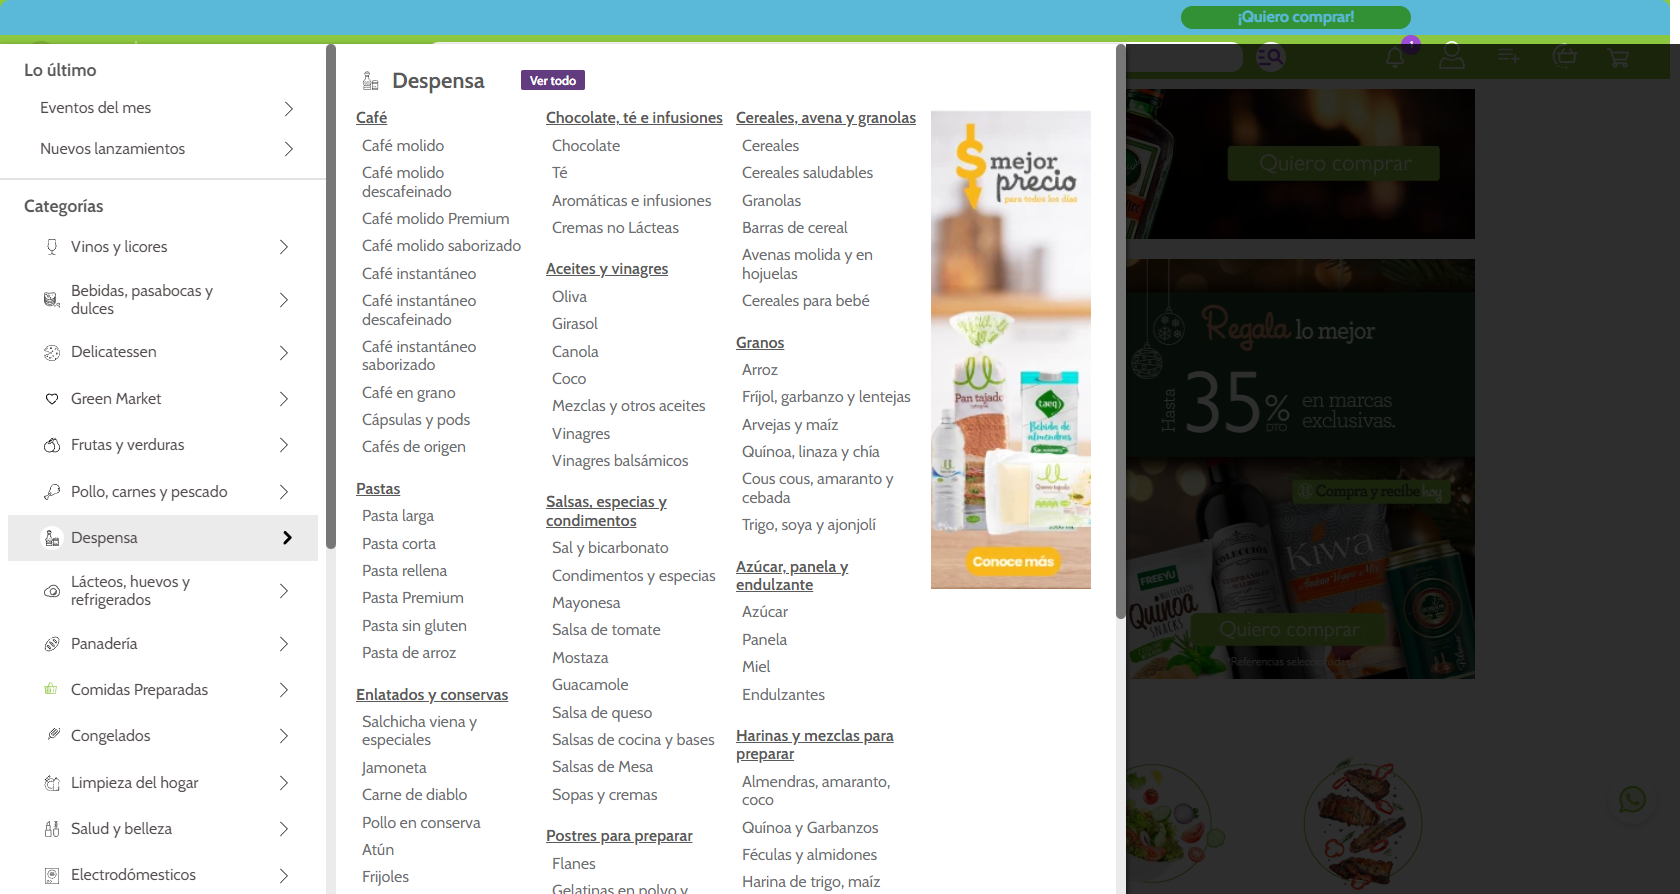 ¡Quiero comprar!
1
Lo último
Eventos del mes
Nuevos lanzamientos
Categorías
Vinos y licores
Bebidas, pasabocas y
dulces
Delicatessen
Green Market
Frutas y verduras
Pollo, carnes y pescado
Despensa
Lácteos, huevos y
refrigerados
Panadería
Comidas Preparadas
Congelados
Limpieza del hogar
Salud y belleza
Electrodómesticos
Despensa
Ver todo
Café
Café molido
Café molido
descafeinado
Café molido Premium
Café molido saborizado
Café instantáneo
Café instantáneo
descafeinado
Café instantáneo
saborizado
Café en grano
Cápsulas y pods
Cafés de origen
Pastas
Pasta larga
Pasta corta
Pasta rellena
Pasta Premium
Pasta sin gluten
Pasta de arroz
Enlatados y conservas
Salchicha viena y
especiales
Jamoneta
Carne de diablo
Pollo en conserva
Atún
Frijoles
Chocolate, té e infusiones
Chocolate
Té
Aromáticas e infusiones
Cremas no Lácteas
Aceites y vinagres
Oliva
Girasol
Canola
Coco
Mezclas y otros aceites
Vinagres
Vinagres balsámicos
Salsas, especias y
condimentos
Sal y bicarbonato
Condimentos y especias
Mayonesa
Salsa de tomate
Mostaza
Guacamole
Salsa de queso
Salsas de cocina y bases
Salsas de Mesa
Sopas y cremas
Postres para preparar
Flanes
Gelatinas en polvo y
Cereales, avena y granolas
Cereales
Cereales saludables
Granolas
Barras de cereal
Avenas molida y en
hojuelas
Cereales para bebé
Granos
Arroz
Fríjol, garbanzo y lentejas
Arvejas y maíz
Quínoa, linaza y chía
Cous cous, amaranto y
cebada
Trigo, soya y ajonjolí
Azúcar, panela y
endulzante
Azúcar
Panela
Miel
Endulzantes
Harinas y mezclas para
preparar
Almendras, amaranto,
coco
Quínoa y Garbanzos
Féculas y almidones
Harina de trigo, maíz
$ mejor
precio
para todos los días
Pan tajado
taeq
Bebida de
almendras
Conoce más
Quiero comprar
Regala lo mejor
Hasta
35% DTO
en marcas
exclusivas.
Compra y recibe hoy
COLECCIÓN
KIWA
FREEYU
Quinoa
SNACKS
Quiero comprar
*Referencias seleccionadas